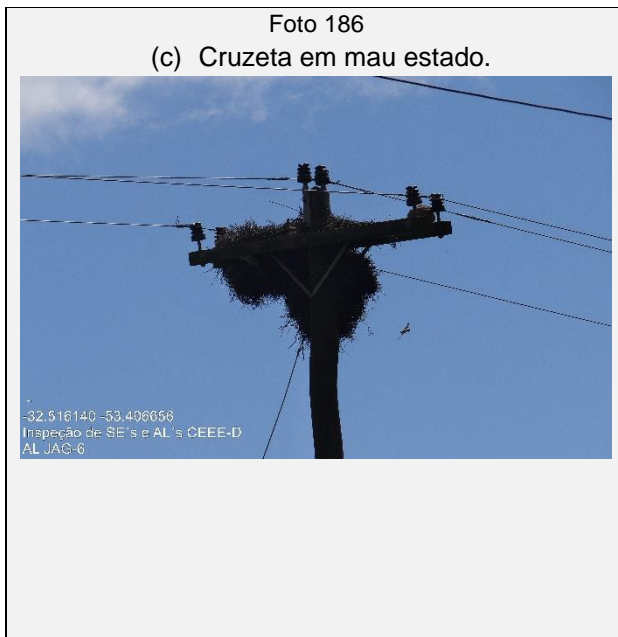 Foto 186
(c) Cruzeta em mau estado.
-32.516140 -53.406656
Inspeção de SE's e AL's CEEE-D
AL JAG-6